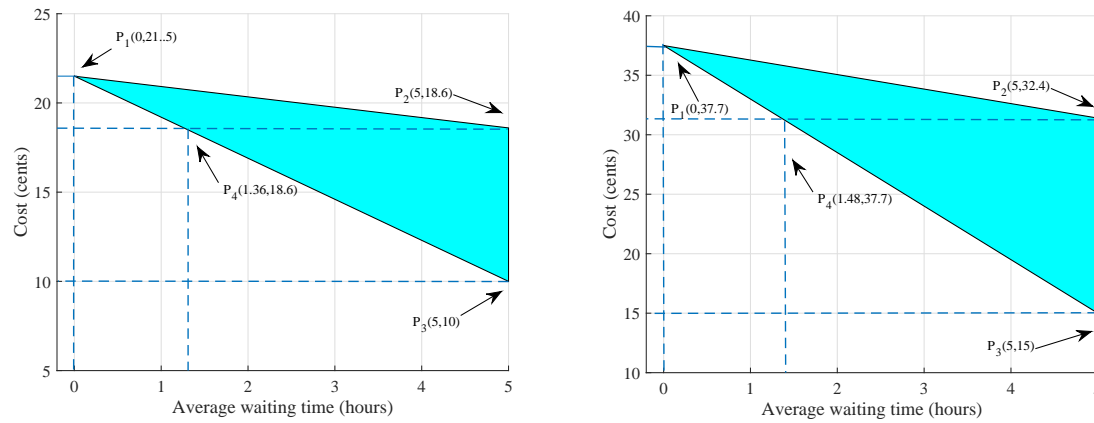 25
20
15
10
5
Cost (cents)
P1(0,21..5)
P2(5,18.6)
P4(1.36,18.6)
P3(5,10)
0 1 2 3 4 5
Average waiting time (hours)
40
35
30
25
20
15
10
Cost (cents)
P2(5,32.4)
P1(0,37.7)
P4(1.48,37.7)
P3(5,15)
0 1 2 3 4
Average waiting time (hours)